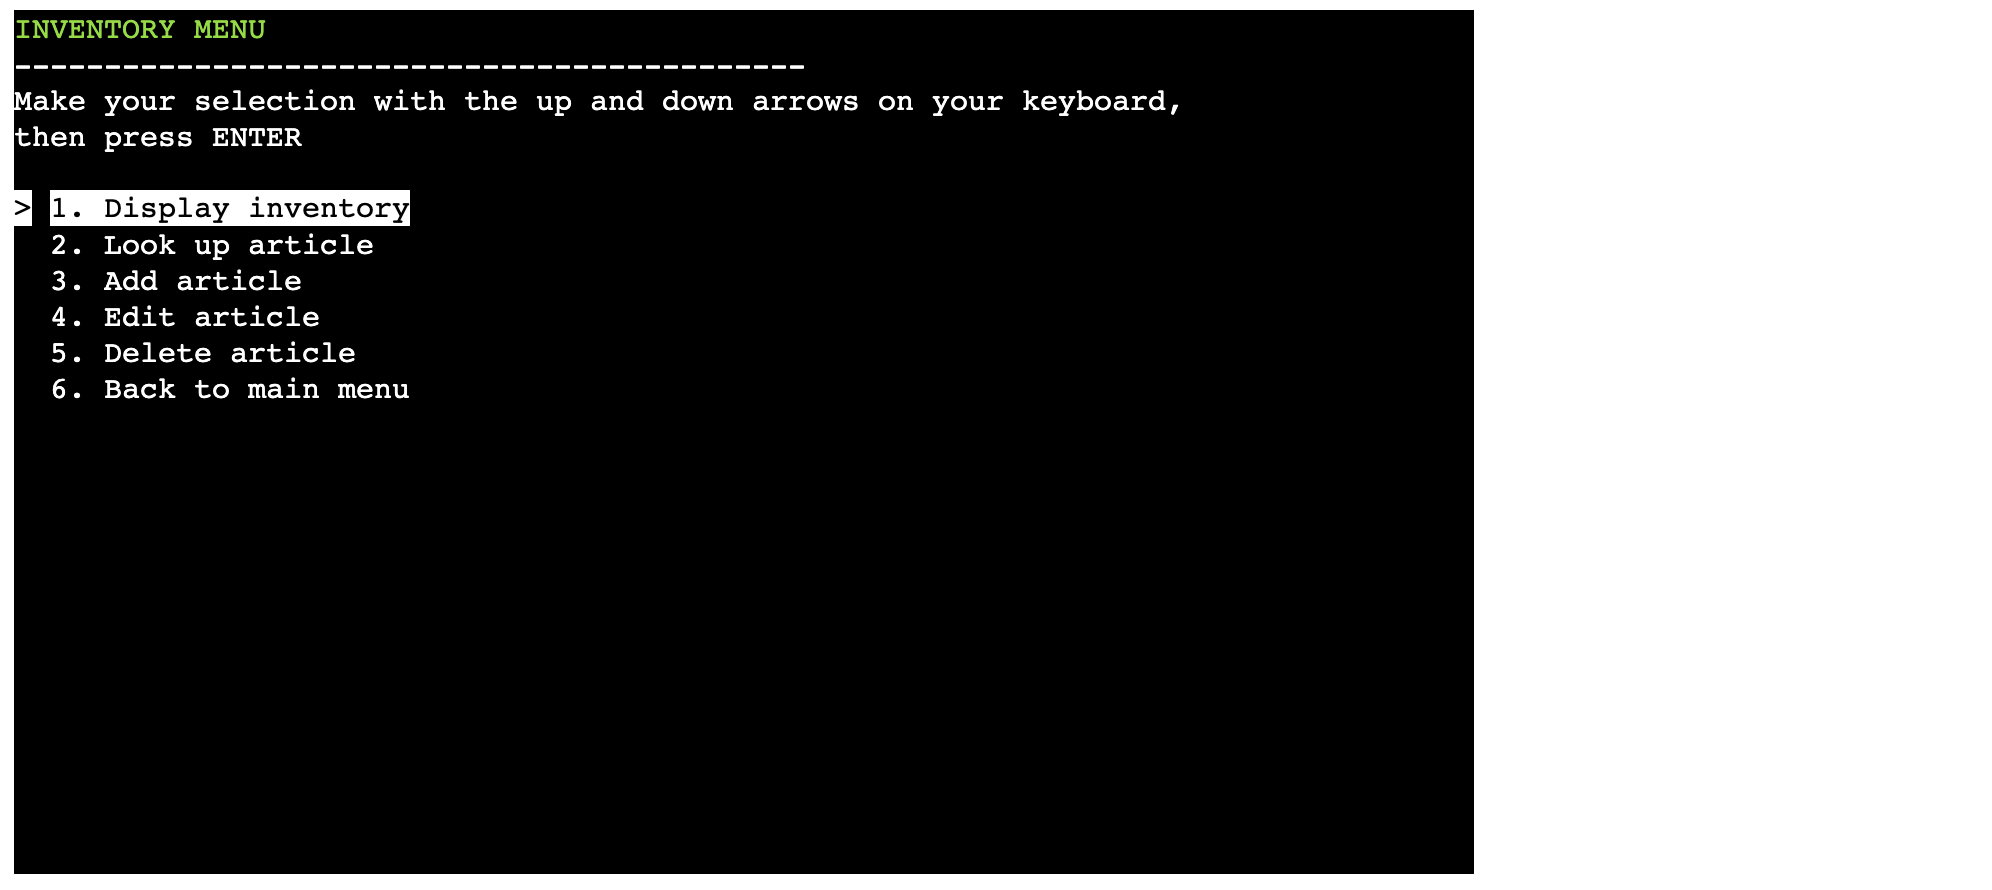 INVENTORY MENU
--------------------------------------------
Make your selection with the up and down arrows on your keyboard,
then press ENTER
> 1. Display inventory
2. Look up article
3. Add article
4. Edit article
5. Delete article
6. Back to main menu